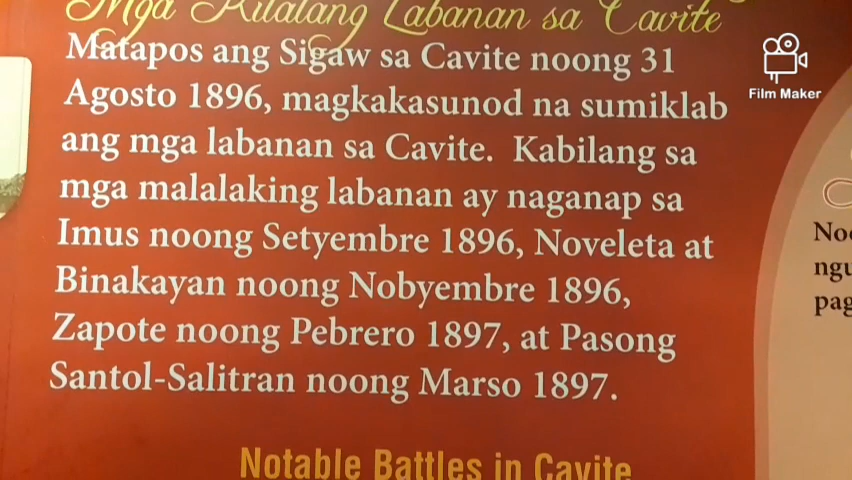 Mga Kilalang Labanan sa Cavite
Matapos ang Sigaw sa Cavite noong 31
Agosto 1896, magkakasunod na sumiklab
ang mga labanan sa Cavite. Kabilang sa
mga malalaking labanan ay naganap sa
Imus noong Setyembre 1896, Noveleta at
Binakayan noong Nobyembre 1896,
Zapote noong Pebrero 1897, at Pasong
Santol-Salitran noong Marso 1897.
Notable Battles in Cavite
Film Maker